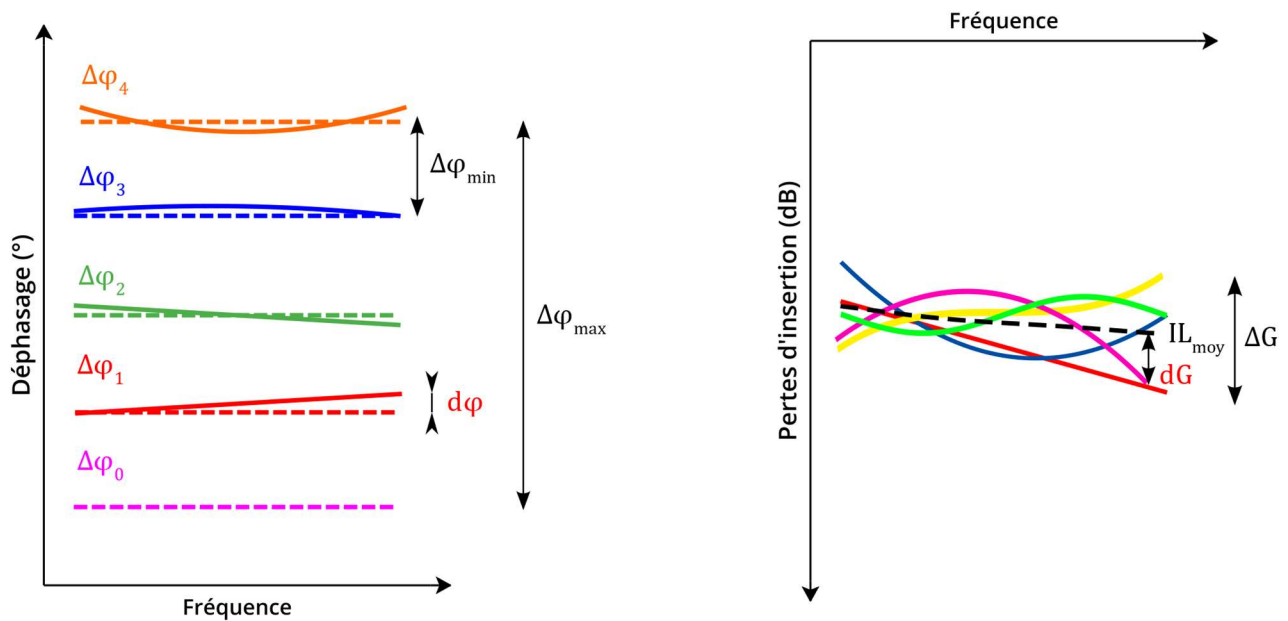 Déphasage (°)
Δφ4
Δφ3
Δφ2
Δφ1
Δφ0
Δφmin
Δφmax
dφ
Fréquence
Fréquence
Pertes d'insertion (dB)
ILmoy
ΔG
dG